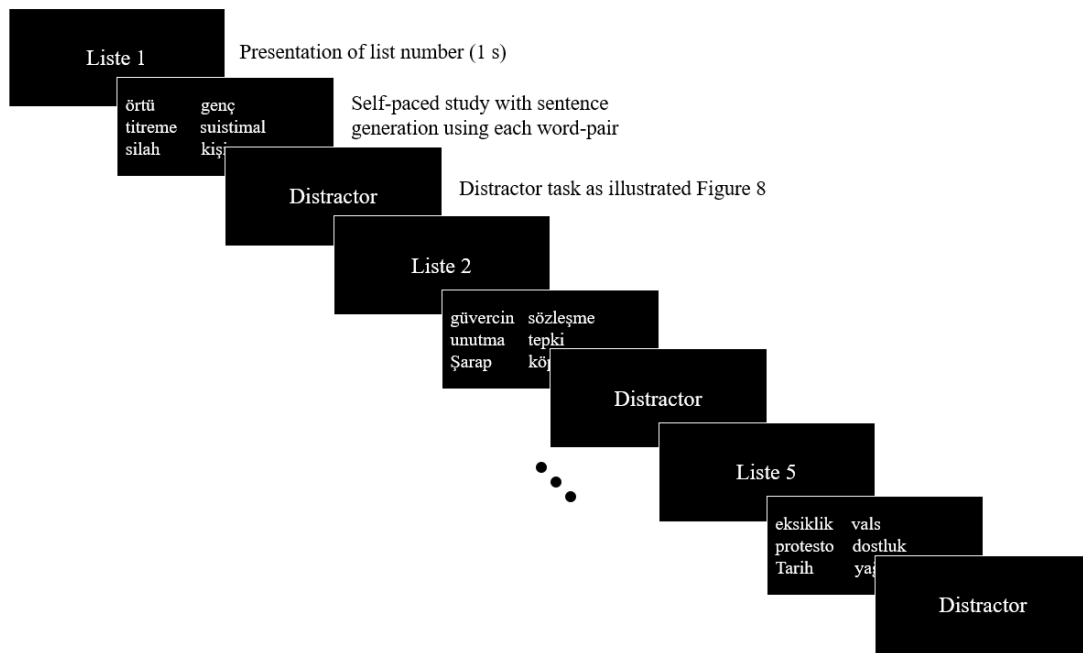 Liste 1
Presentation of list number (1 s)
örtü genç
titreme suistimal
silah
Self-paced study with sentence
generation using each word-pair
Distractor
Distractor task as illustrated Figure 8
Liste 2
güvercin sözleşme
unutma tepki
Şarap
Distractor
Liste 5
eksiklik vals
protesto dostluk
Tarih
Distractor